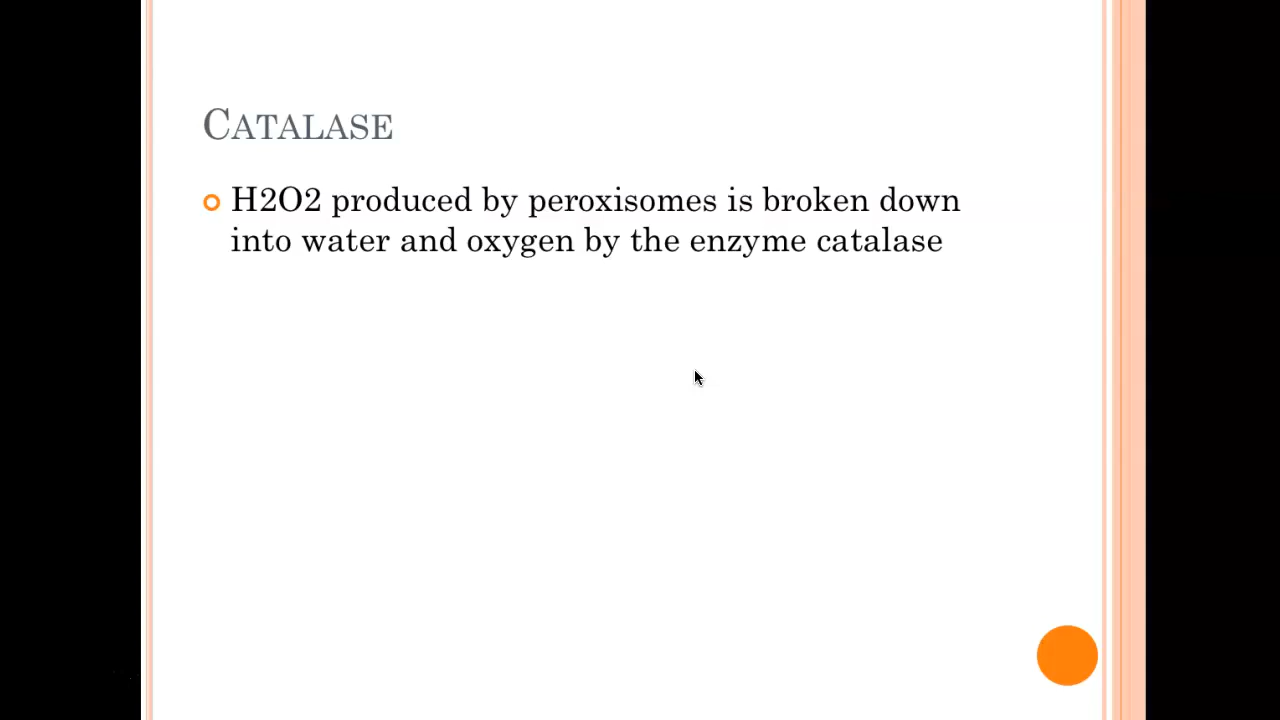 CATALASE
H2O2 produced by peroxisomes is broken down
into water and oxygen by the enzyme catalase